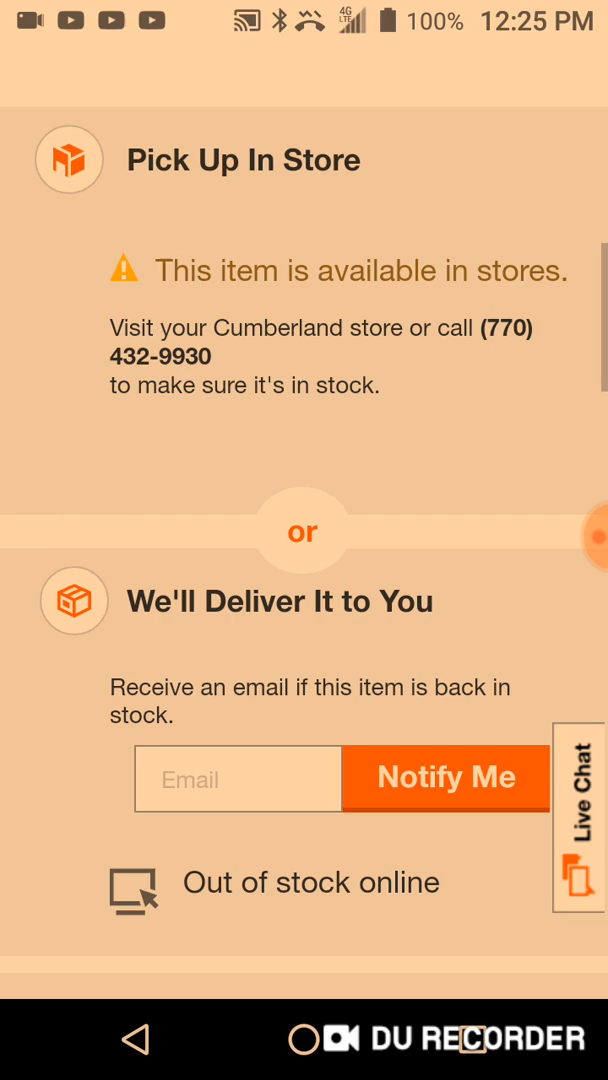 4G
LTE
100% 12:25 PM
Pick Up In Store
This item is available in stores.
Visit your Cumberland store or call (770)
432-9930
to make sure it's in stock.
or
We'll Deliver It to You
Receive an email if this item is back in
stock.
Email
Notify Me
Live Chat
Out of stock online
DU RECORDER